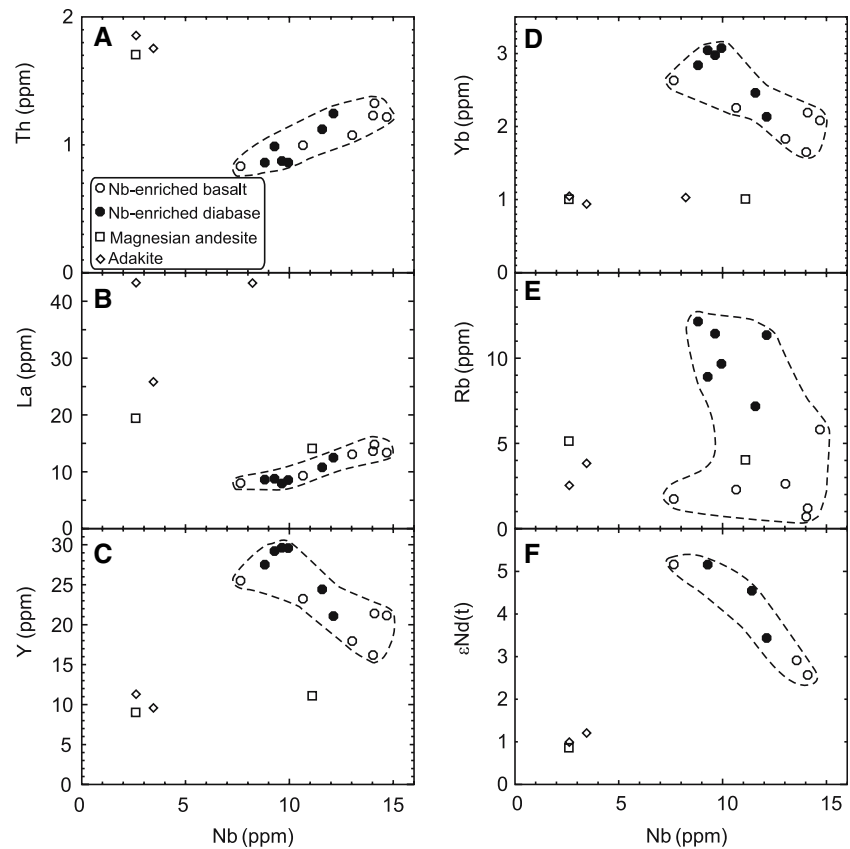 A
Th (ppm)
2
1
0
Nb-enriched basalt
Nb-enriched diabase
Magnesian andesite
Adakite
B
La (ppm)
40
30
20
10
0
C
Y (ppm)
30
25
20
15
10
5
0
0 5 10 15
Nb (ppm)
D
Yb (ppm)
3
2
1
0
E
Rb (ppm)
10
5
0
F
εNd(t)
5
4
3
2
1
0
0 5 10 15
Nb (ppm)